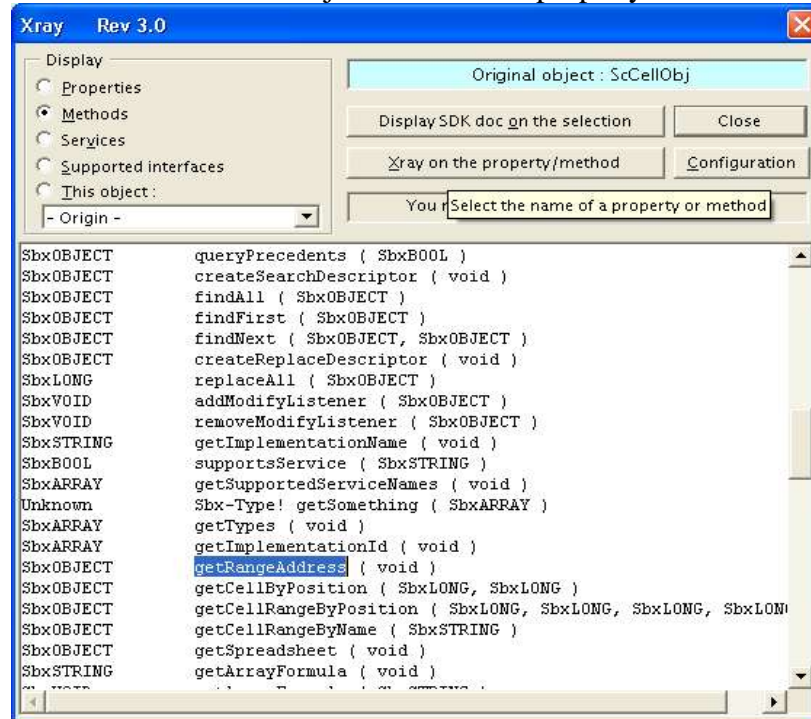 Xray Rev 3.0
Display
Properties
Methods
Services
Supported interfaces
This object :
- Origin -
Original object : ScCellObj
Display SDK doc on the selection
Close
Xray on the property/method
Configuration
You
Select the name of a property or method
SbxOBJECT queryPrecedents ( SbxBOOL )
SbxOBJECT createSearchDescriptor ( void )
SbxOBJECT findAll ( SbxOBJECT )
SbxOBJECT findFirst ( SbxOBJECT )
SbxOBJECT findNext ( SbxOBJECT, SbxOBJECT )
SbxOBJECT createReplaceDescriptor ( void )
SbxLONG replaceAll ( SbxOBJECT )
SbxVOID addModifyListener ( SbxOBJECT )
SbxVOID removeModifyListener ( SbxOBJECT )
SbxSTRING getImplementationName ( void )
SbxBOOL supportsService ( SbxSTRING )
SbxARRAY getSupportedServiceNames ( void )
Unknown Sbx-Type! getSomething ( SbxARRAY )
SbxARRAY getTypes ( void )
SbxARRAY getImplementationId ( void )
SbxOBJECT getRangeAddress ( void )
SbxOBJECT getCellByPosition ( SbxLONG, SbxLONG )
SbxOBJECT getCellRangeByPosition ( SbxLONG, SbxLONG, SbxLONG, SbxLON
SbxOBJECT getCellRangeByName ( SbxSTRING )
SbxOBJECT getSpreadsheet ( void )
SbxSTRING getArrayFormula ( void )